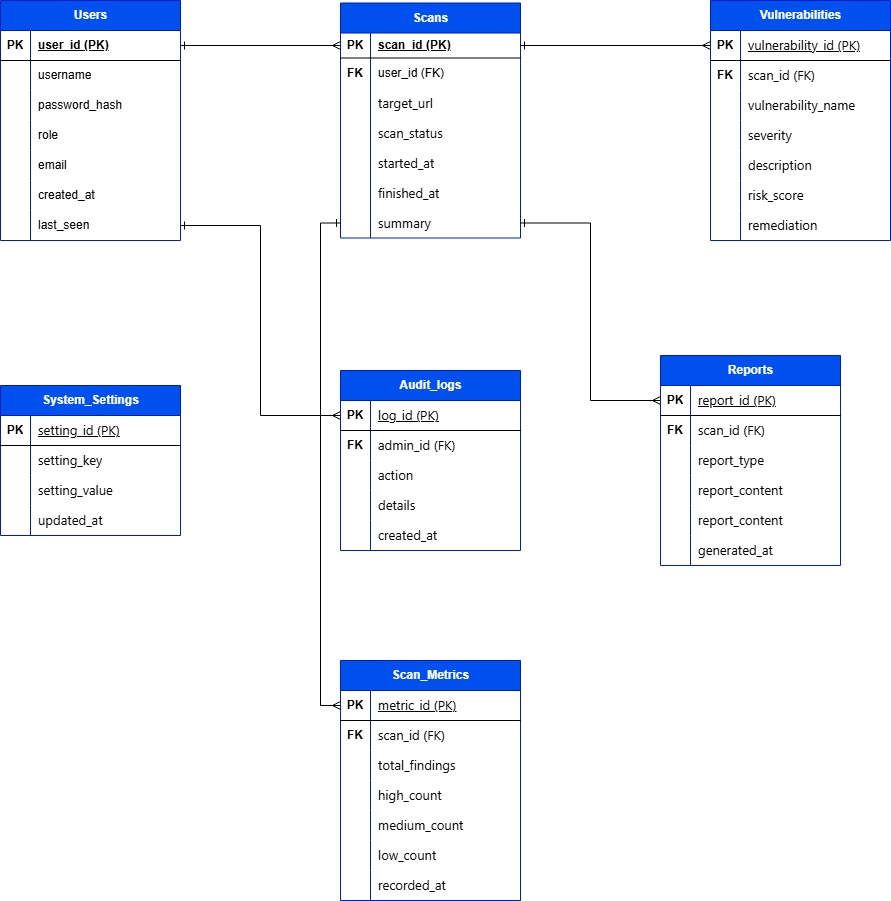 Users
PK user_id (PK)
username
password_hash
role
email
created_at
last_seen
Scans
PK scan_id (PK)
FK user_id (FK)
target_url
scan_status
started_at
finished_at
summary
Vulnerabilities
PK vulnerability_id (PK)
FK scan_id (FK)
vulnerability_name
severity
description
risk_score
remediation
System_Settings
PK setting_id (PK)
setting_key
setting_value
updated_at
Audit_logs
PK log_id (PK)
FK admin_id (FK)
action
details
created_at
Reports
PK report_id (PK)
FK scan_id (FK)
report_type
report_content
report_content
generated_at
Scan_Metrics
PK metric_id (PK)
FK scan_id (FK)
total_findings
high_count
medium_count
low_count
recorded_at